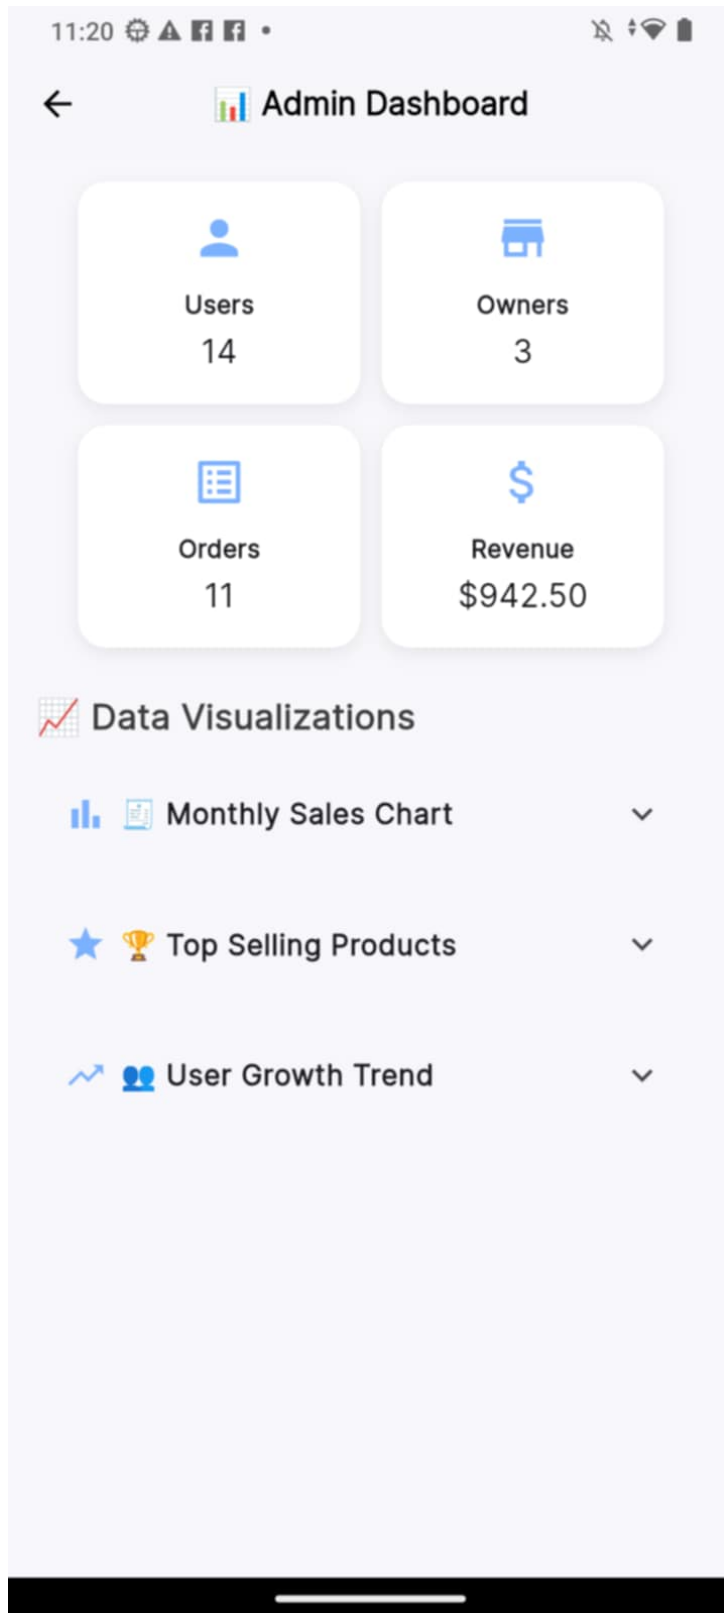 11:20
Admin Dashboard
Users
14
Owners
3
Orders
11
Revenue
$942.50
Data Visualizations
Monthly Sales Chart
Top Selling Products
User Growth Trend